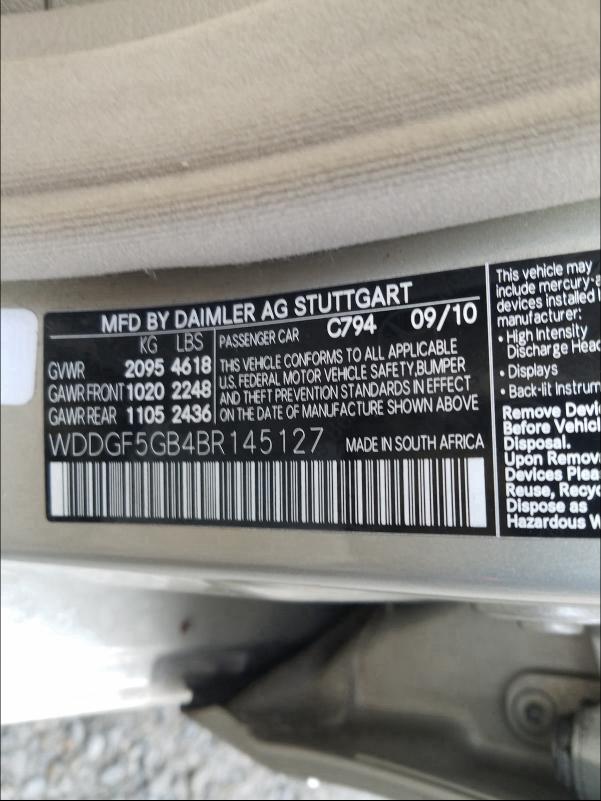 MFD BY DAIMLER AG STUTTGART
KG LBS
GVWR 2095 4618
GAWR FRONT 1020 2248
GAWR REAR 1105 2436
PASSENGER CAR C794 09/10
THIS VEHICLE CONFORMS TO ALL APPLICABLE
U.S. FEDERAL MOTOR VEHICLE SAFETY, BUMPER
AND THEFT PREVENTION STANDARDS IN EFFECT
ON THE DATE OF MANUFACTURE SHOWN ABOVE
WDDGF5GB4BR145127 MADE IN SOUTH AFRICA
This vehicle may
include mercury-
devices installed
manufacturer:
• High Intensity
Discharge Head
• Displays
• Back-lit Instrum
Remove Devi
Before Vehicl
Disposal.
Upon Remov
Devices Plea
Reuse, Recyc
Dispose as
Hazardous W